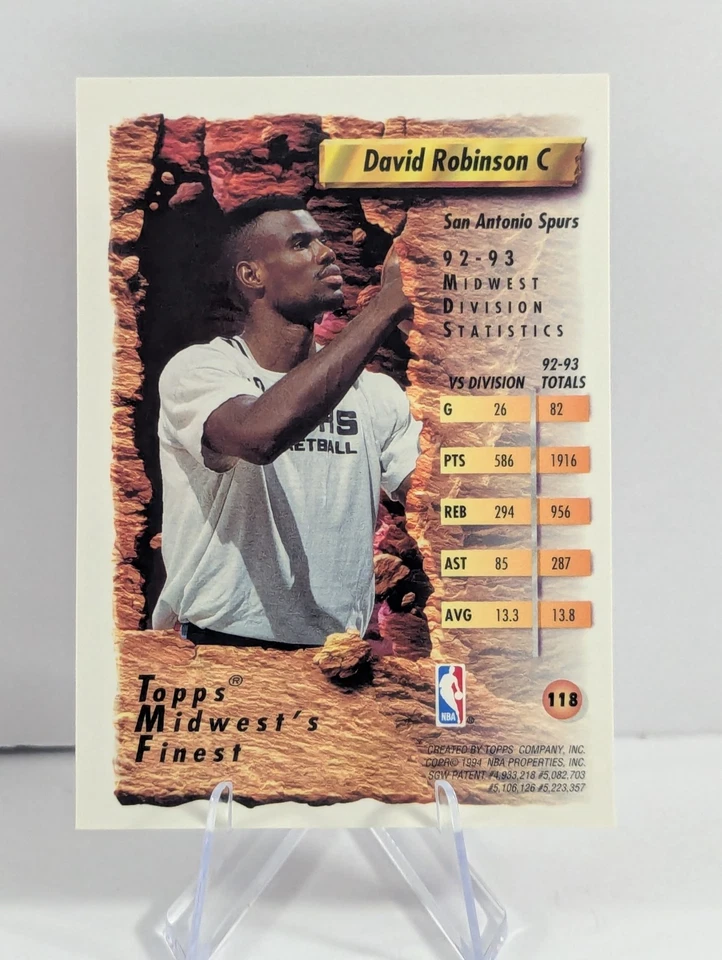 David Robinson C
San Antonio Spurs
92-93
MIDWEST
DIVISION
STATISTICS
92-93
VS DIVISION TOTALS
G 26 82
PTS 586 1916
REB 294 956
AST 85 287
AVG 13.3 13.8
RS
ETBALL
Topps®
Midwest's
Finest
NBA ®
118
CREATED BY TOPPS COMPANY, INC.
COPR© 1994 NBA PROPERTIES, INC.
SGW PATENT #4,933,218 #5,082,703
#5,106,126 #5,223,357